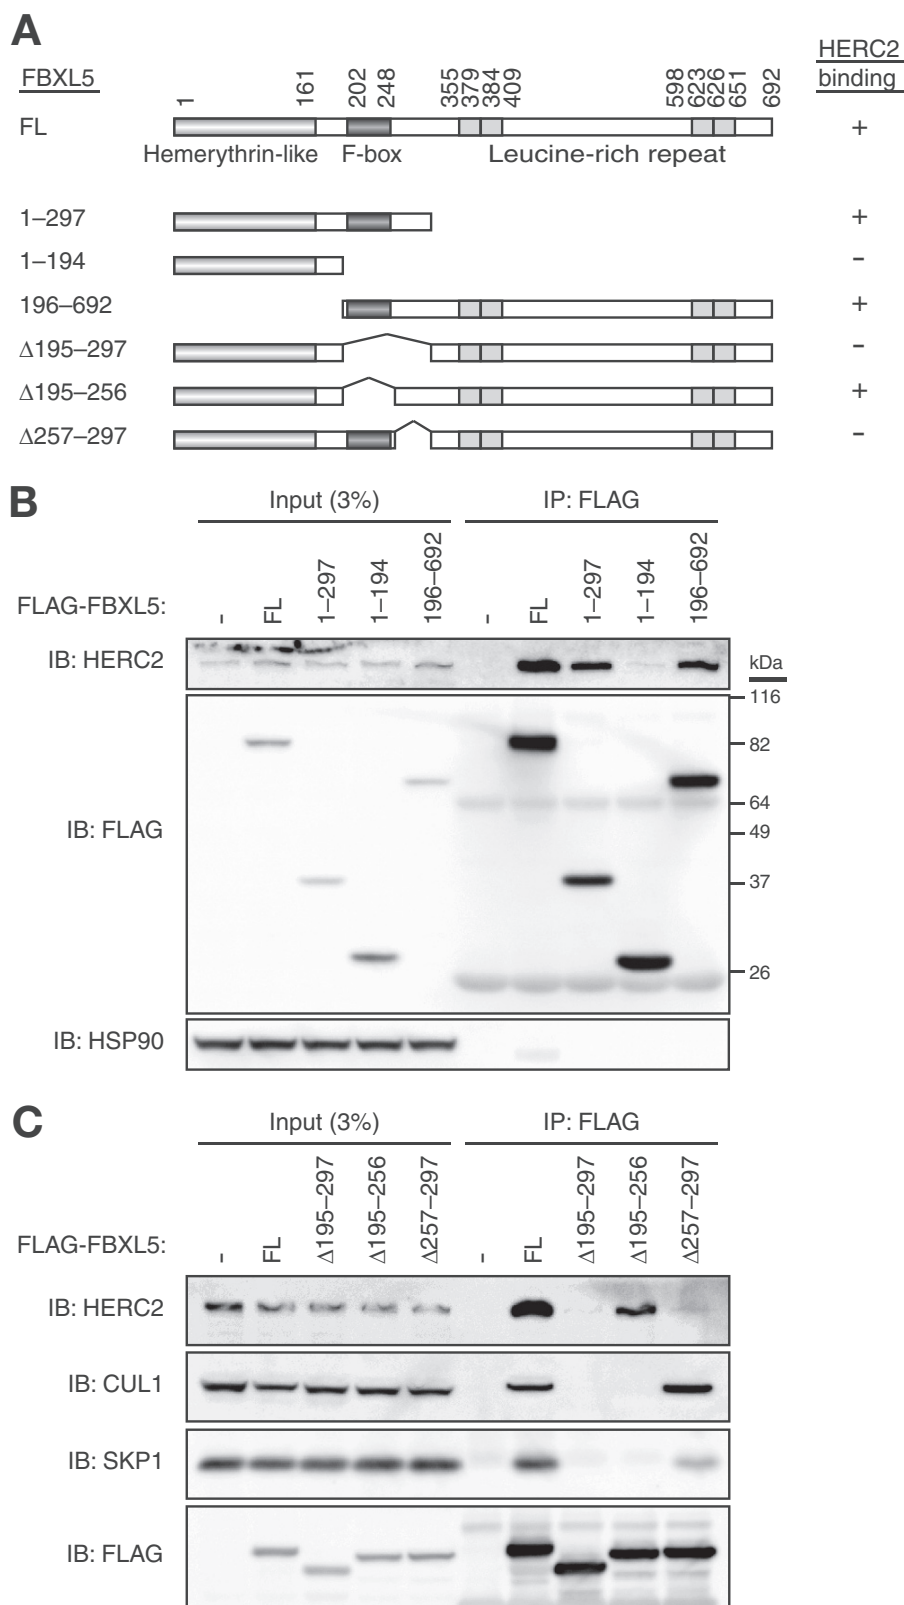 A
FBXL5
1 161 202 248 355 379 384 409 598 623 626 651 692
HERC2 binding
FL +
Hemerythrin-like F-box Leucine-rich repeat
1–297 +
1–194 -
196–692 +
Δ195–297 -
Δ195–256 +
Δ257–297 -
B
Input (3%) IP: FLAG
FLAG-FBXL5: - FL 1–297 1–194 196–692 - FL 1–297 1–194 196–692
IB: HERC2
kDa
116
82
64
IB: FLAG
49
37
26
IB: HSP90
C
Input (3%) IP: FLAG
FLAG-FBXL5: - FL Δ195–297 Δ195–256 Δ257–297 - FL Δ195–297 Δ195–256 Δ257–297
IB: HERC2
IB: CUL1
IB: SKP1
IB: FLAG